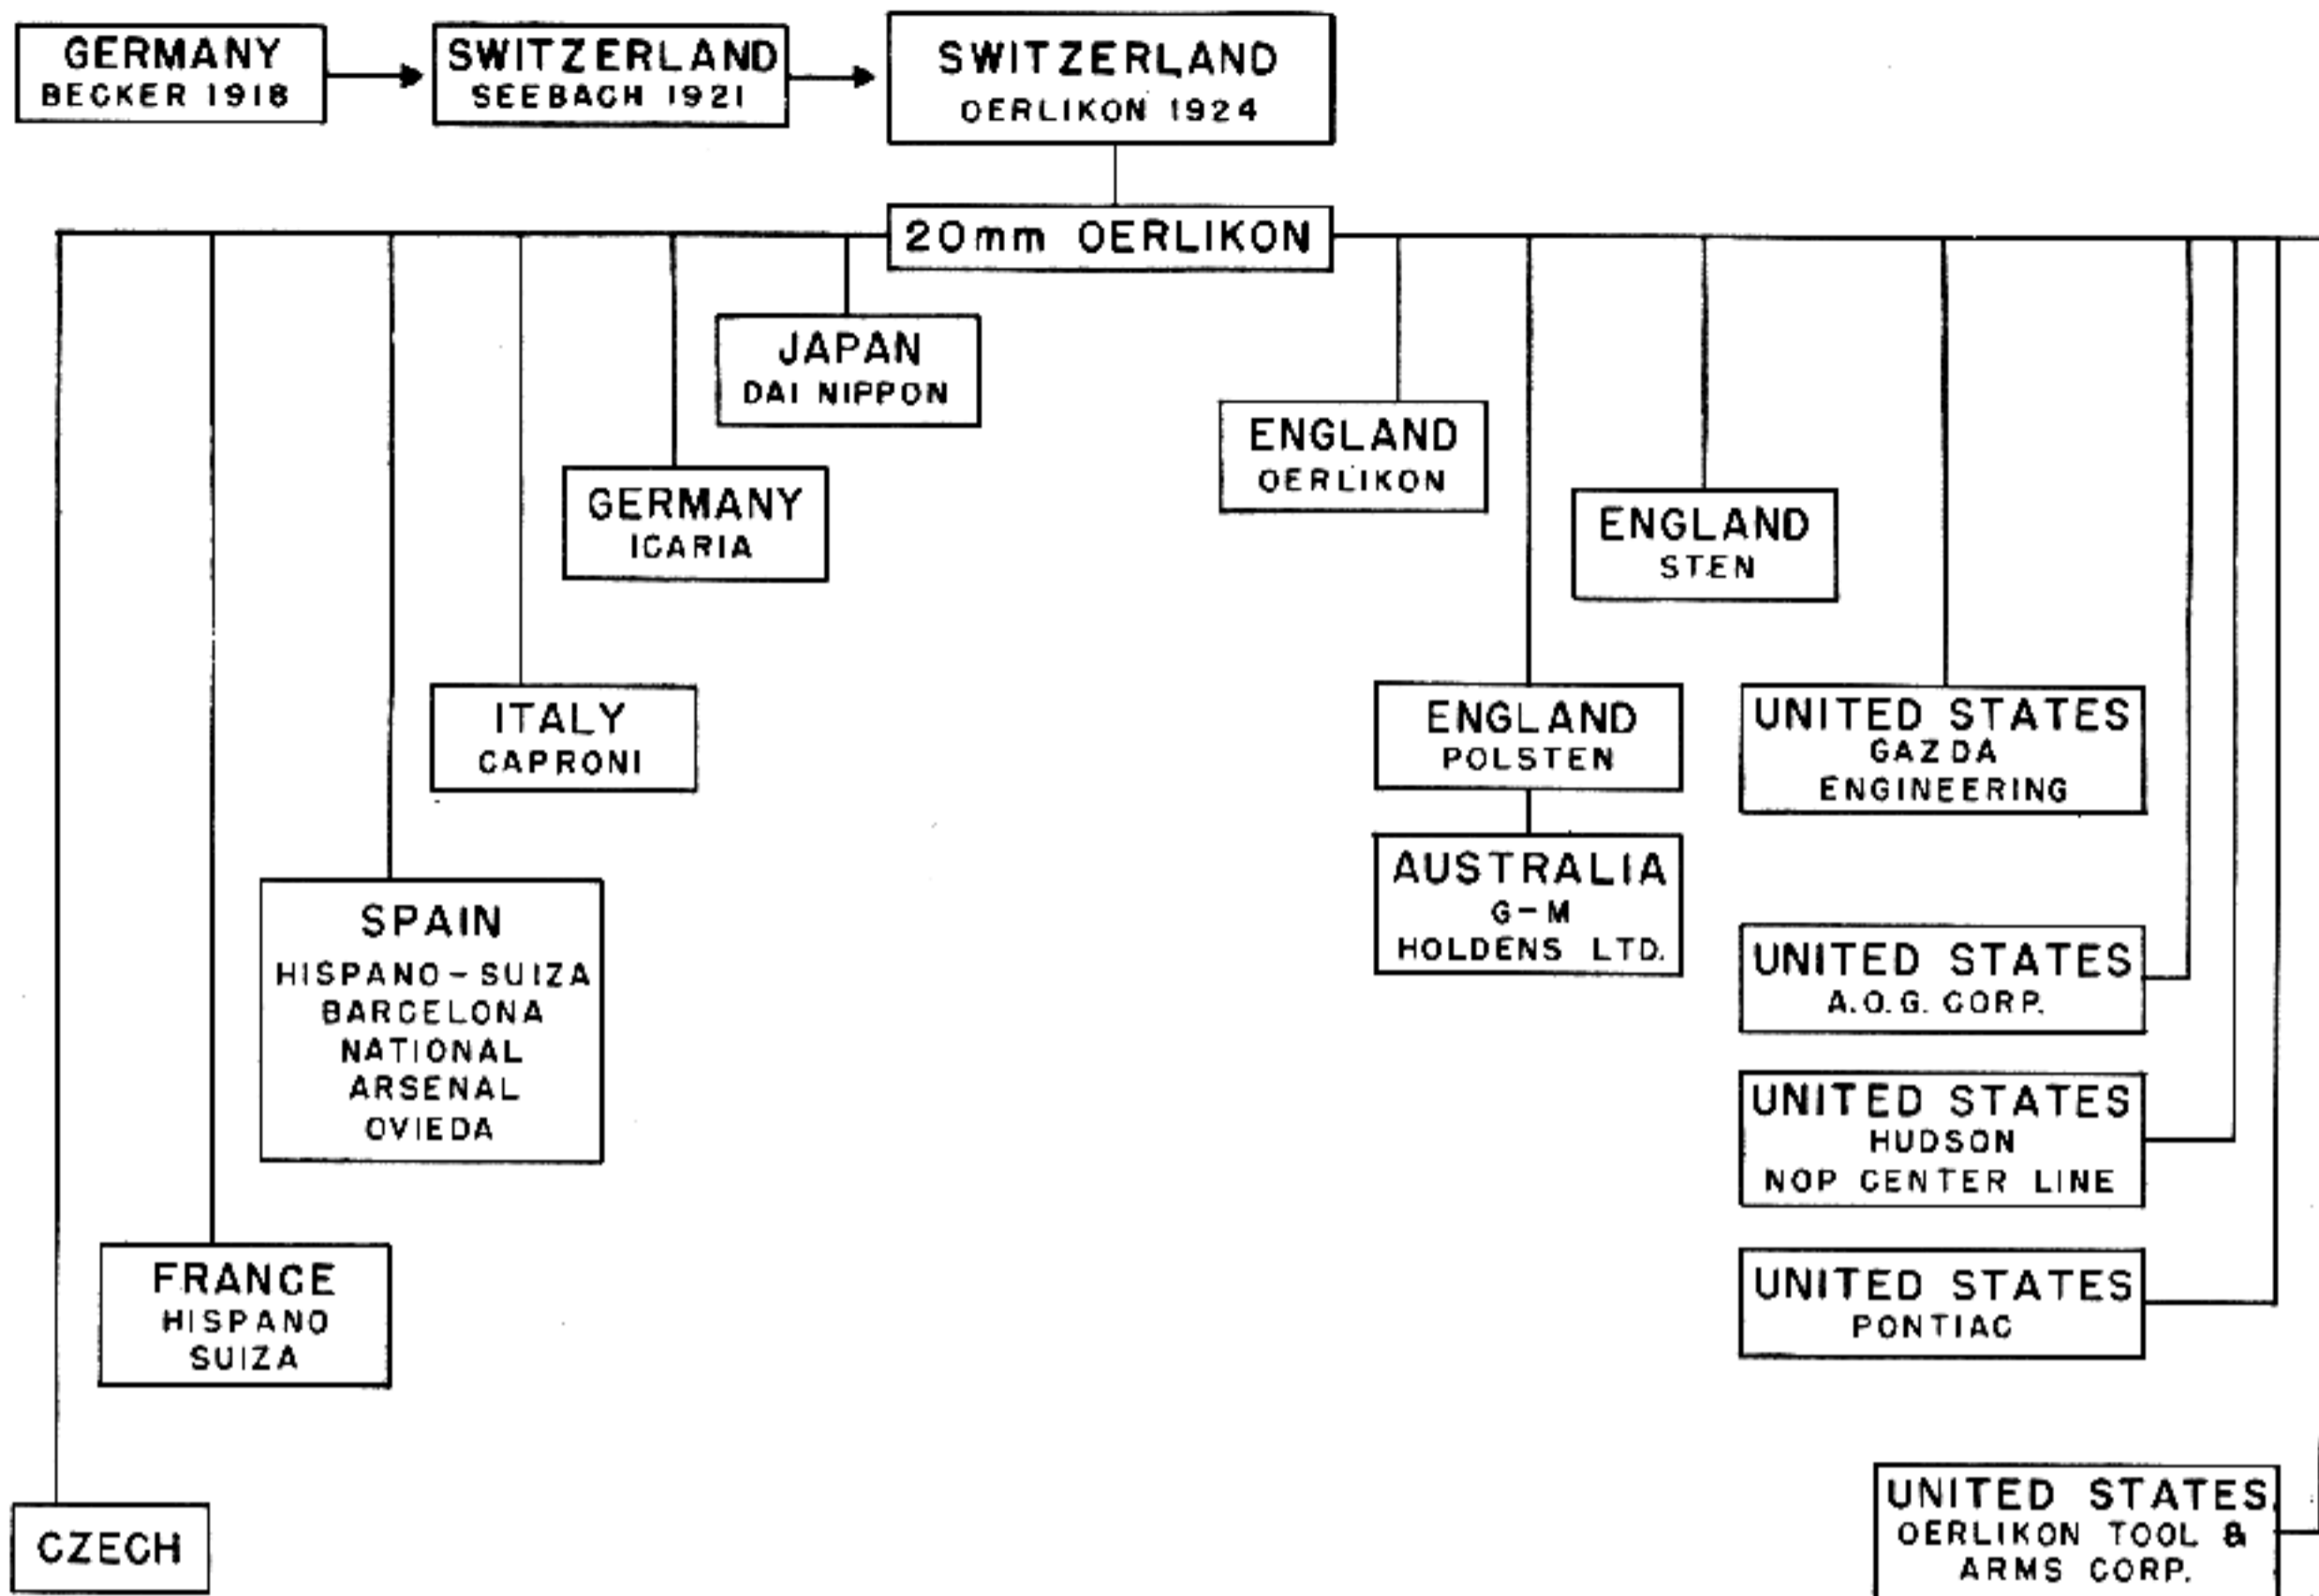 GERMANY
BECKER 1918
SWITZERLAND
SEEBACH 1921
SWITZERLAND
OERLIKON 1924
20mm OERLIKON
JAPAN
DAI NIPPON
ENGLAND
OERLIKON
GERMANY
ICARIA
ENGLAND
STEN
ITALY
CAPRONI
ENGLAND
POLSTEN
UNITED STATES
GAZDA
ENGINEERING
AUSTRALIA
G-M
HOLDENS LTD.
SPAIN
HISPANO-SUIZA
BARCELONA
NATIONAL
ARSENAL
OVIEDA
UNITED STATES
A.O.G. CORP.
UNITED STATES
HUDSON
NOP CENTER LINE
FRANCE
HISPANO
SUIZA
UNITED STATES
PONTIAC
CZECH
UNITED STATES
OERLIKON TOOL &
ARMS CORP.